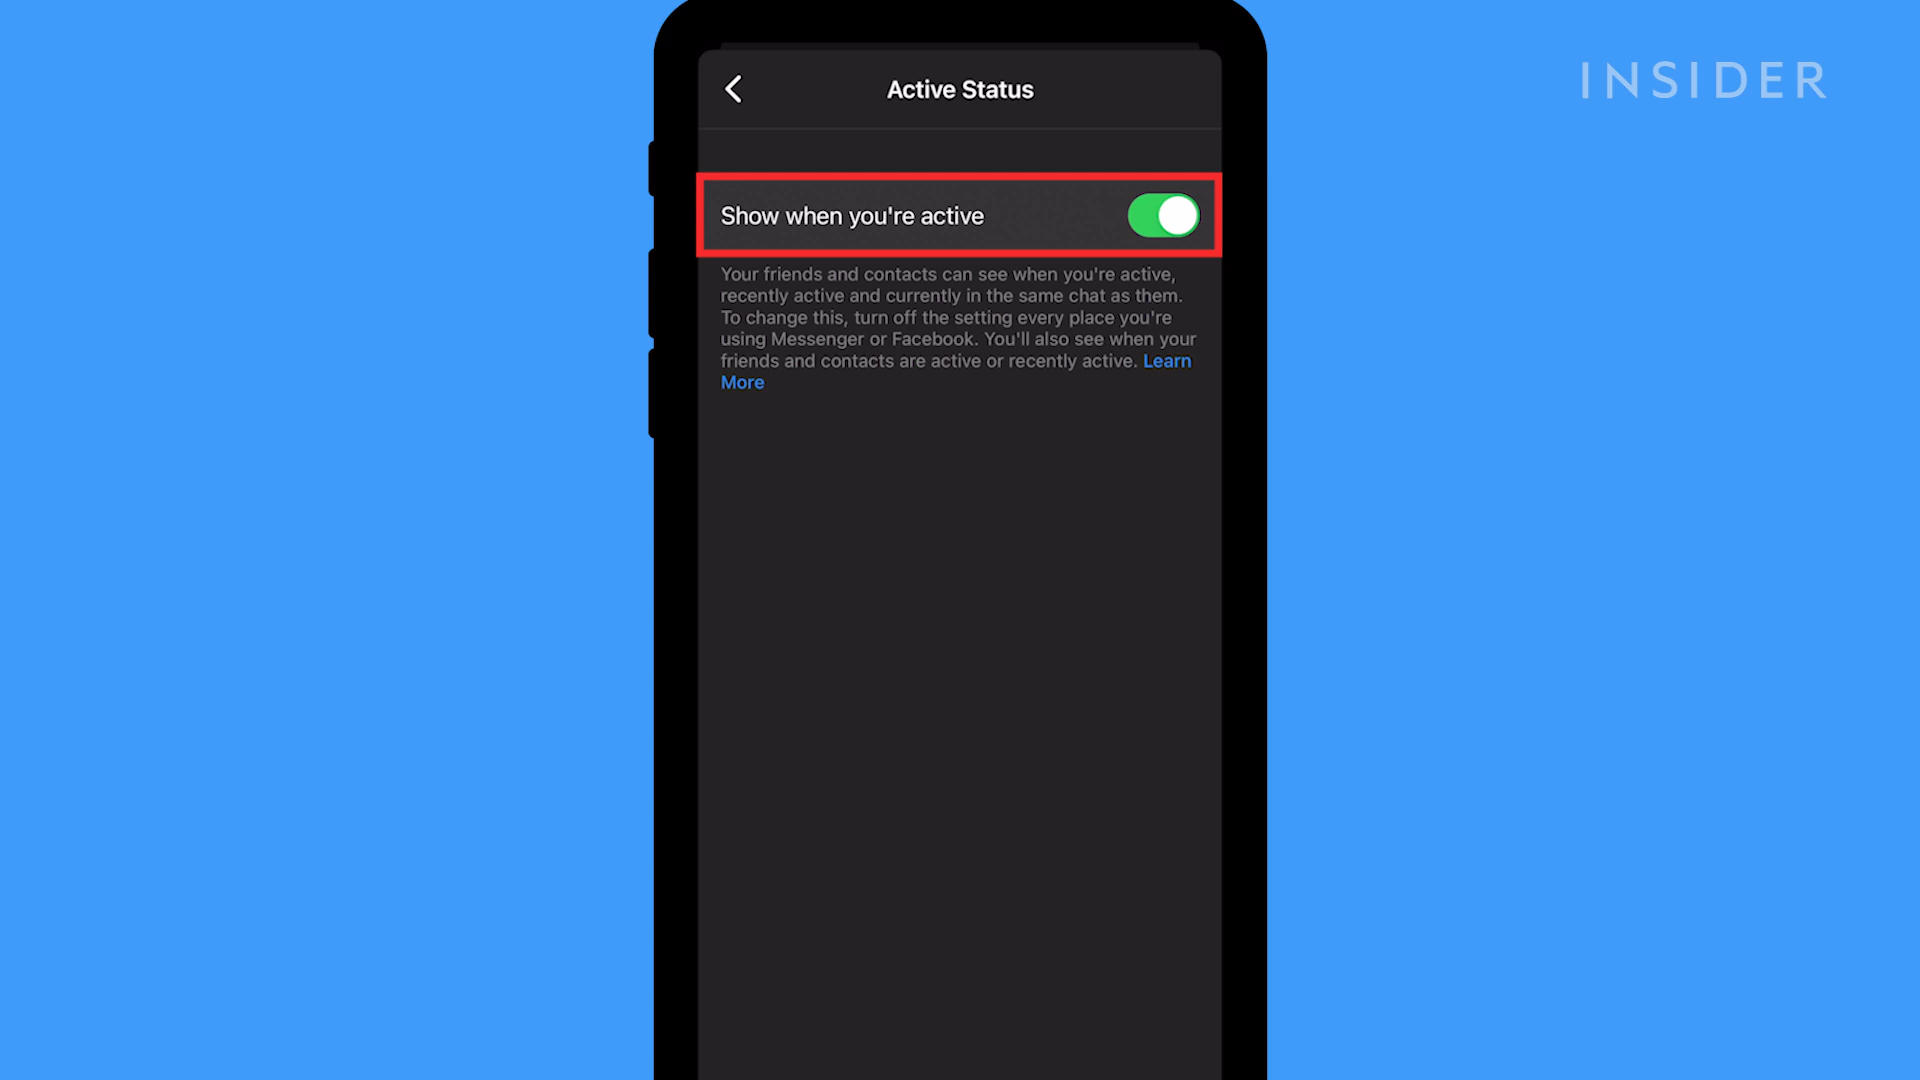 INSIDER
Active Status
Show when you're active
Your friends and contacts can see when you're active,
recently active and currently in the same chat as them.
To change this, turn off the setting every place you're
using Messenger or Facebook. You'll also see when your
friends and contacts are active or recently active. Learn
More